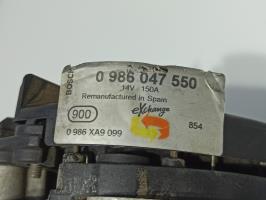 BOSCH
0 986 047 550
14V 150A
Remanufactured in Spain
eXchange
900
0 986 XA9 099
854